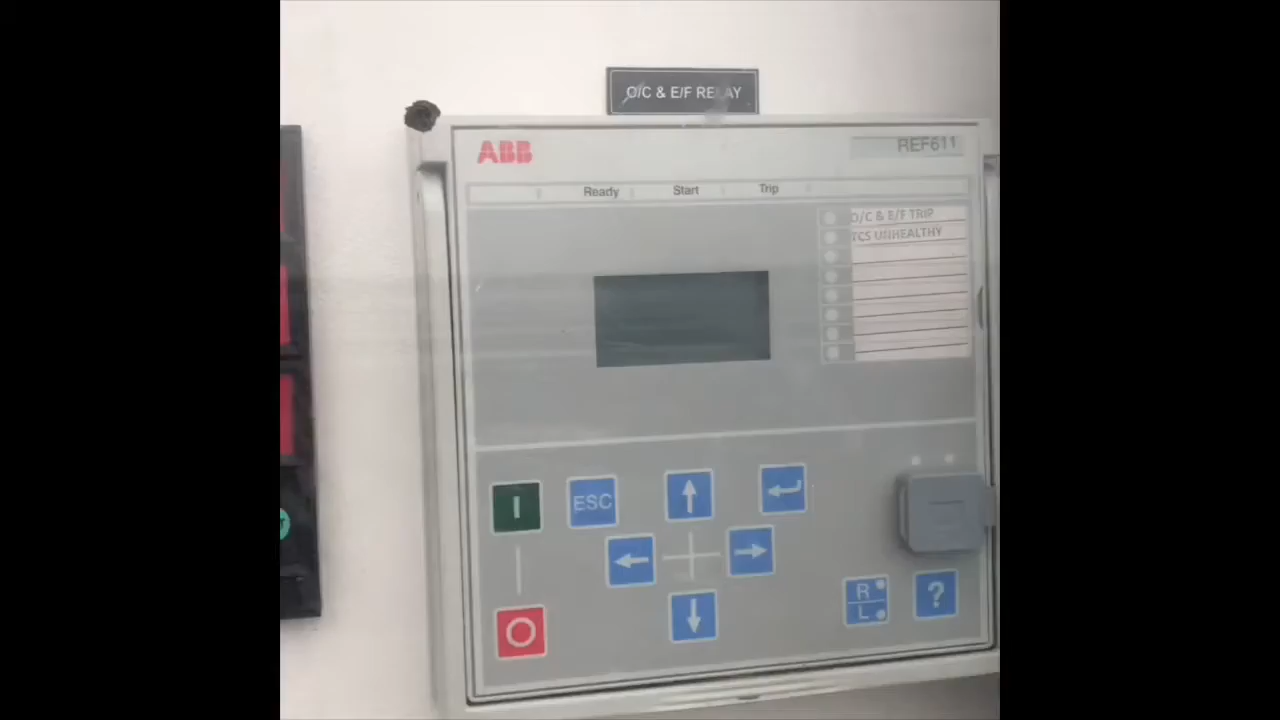 O/C & E/F RELAY
ABB
REF611
Ready Start Trip
O/C & E/F TRIP
TCS UNHEALTHY
I
ESC
R
L
?
O